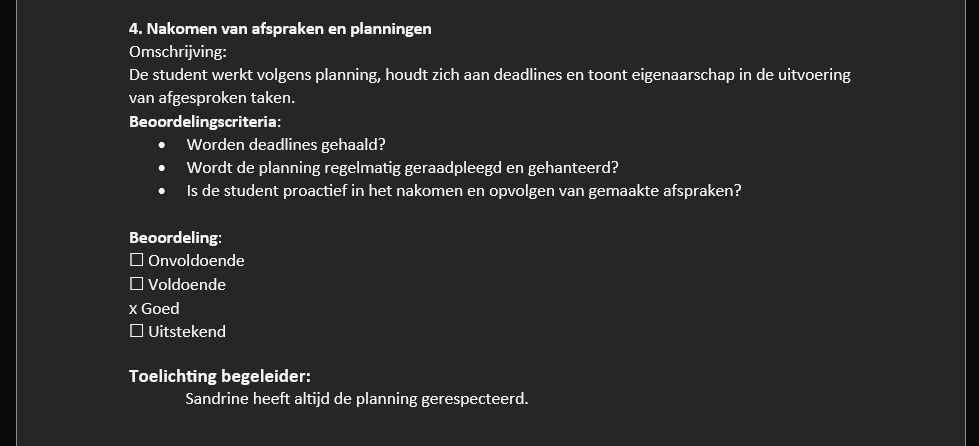 4. Nakomen van afspraken en planningen
Omschrijving:
De student werkt volgens planning, houdt zich aan deadlines en toont eigenaarschap in de uitvoering
van afgesproken taken.
Beoordelingscriteria:
• Worden deadlines gehaald?
• Wordt de planning regelmatig geraadpleegd en gehanteerd?
• Is de student proactief in het nakomen en opvolgen van gemaakte afspraken?
Beoordeling:
☐ Onvoldoende
☐ Voldoende
x Goed
☐ Uitstekend
Toelichting begeleider:
Sandrine heeft altijd de planning gerespecteerd.